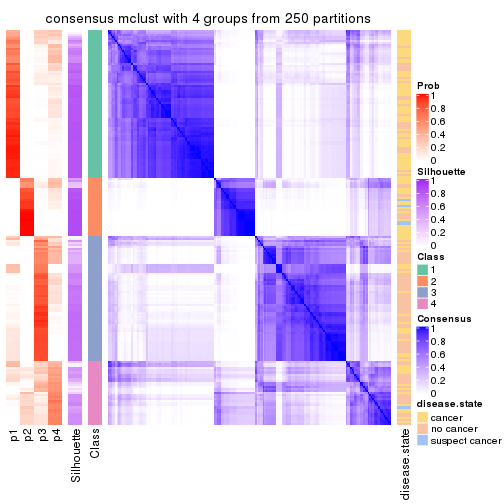 consensus mclust with 4 groups from 250 partitions
Prob
1
0.8
0.6
0.4
0.2
0
Silhouette
1
0.8
0.6
0.4
0.2
0
Class
1
2
3
4
Consensus
1
0.8
0.6
0.4
0.2
0
disease.state
cancer
no cancer
suspect cancer
p1
p2
p3
p4
Silhouette
Class
disease.state